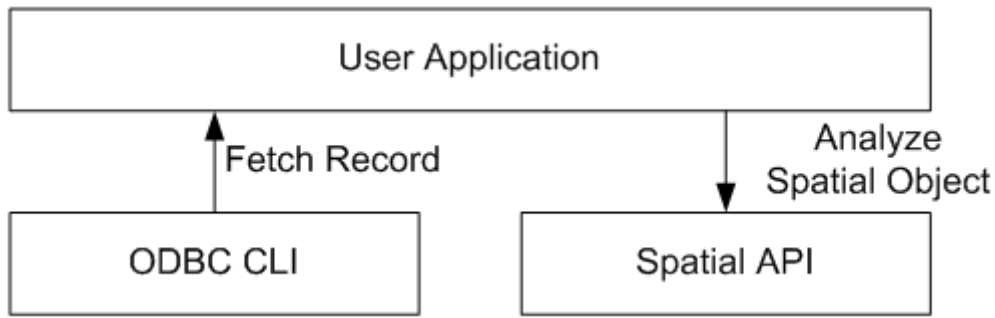 User Application
Fetch Record
Analyze
Spatial Object
ODBC CLI
Spatial API